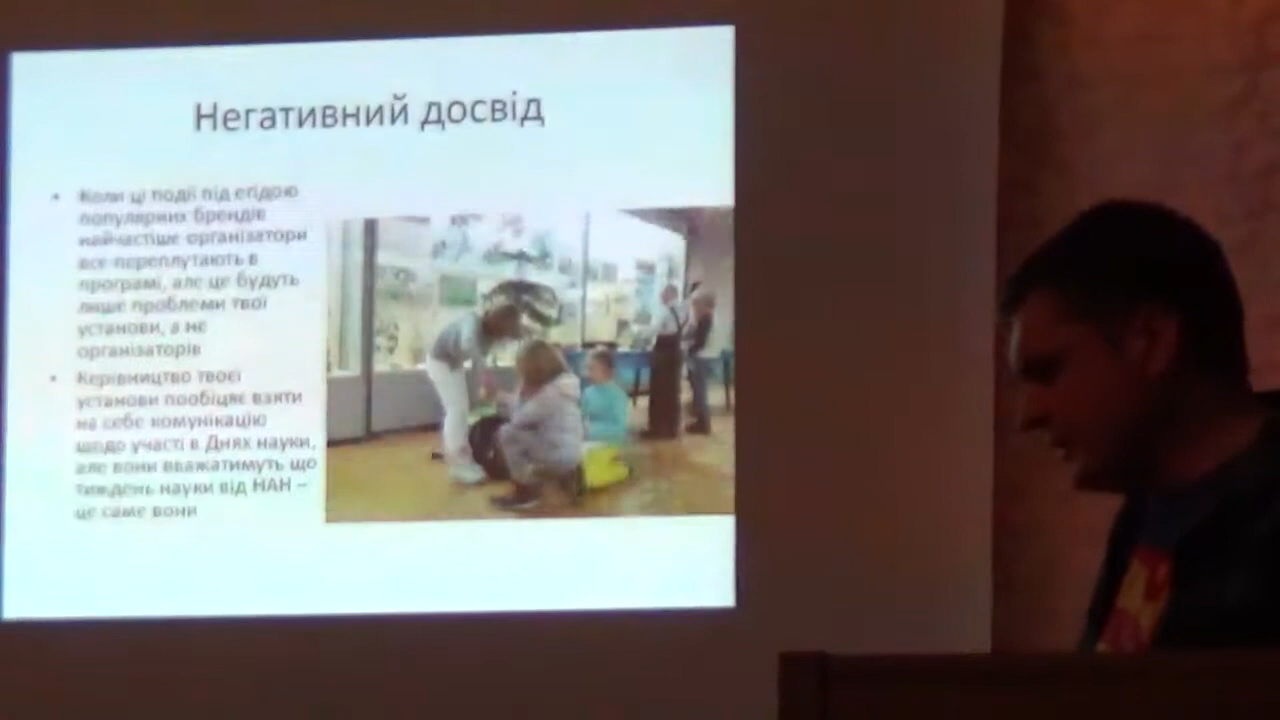 Негативний досвід
• Коли ці події під егідою
популярних брендів
найчастіше організатори
все переплутають в
програмі, але це будуть
лише проблеми твої
установи, а не
організаторів
• Керівництво твоєї
установи пообіцяє взяти
на себе комунікацію
щодо участі в Днях науки,
але вони вважатимуть що
тиждень науки від НАН –
це саме вони